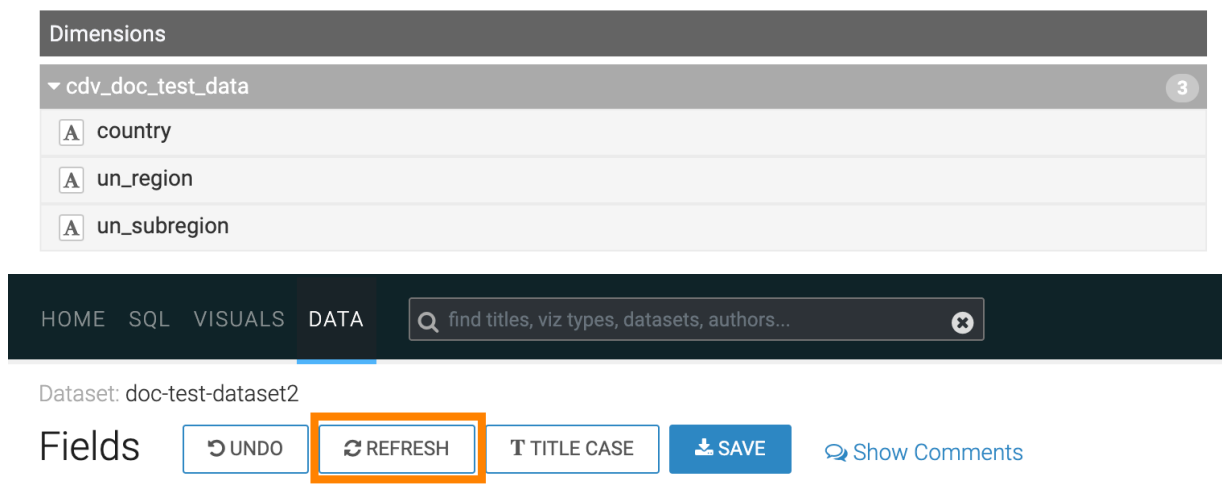 Dimensions
cdv_doc_test_data 3
A country
A un_region
A un_subregion
HOME SQL VISUALS DATA find titles, viz types, datasets, authors...
Dataset: doc-test-dataset2
Fields UNDO REFRESH T TITLE CASE SAVE Show Comments